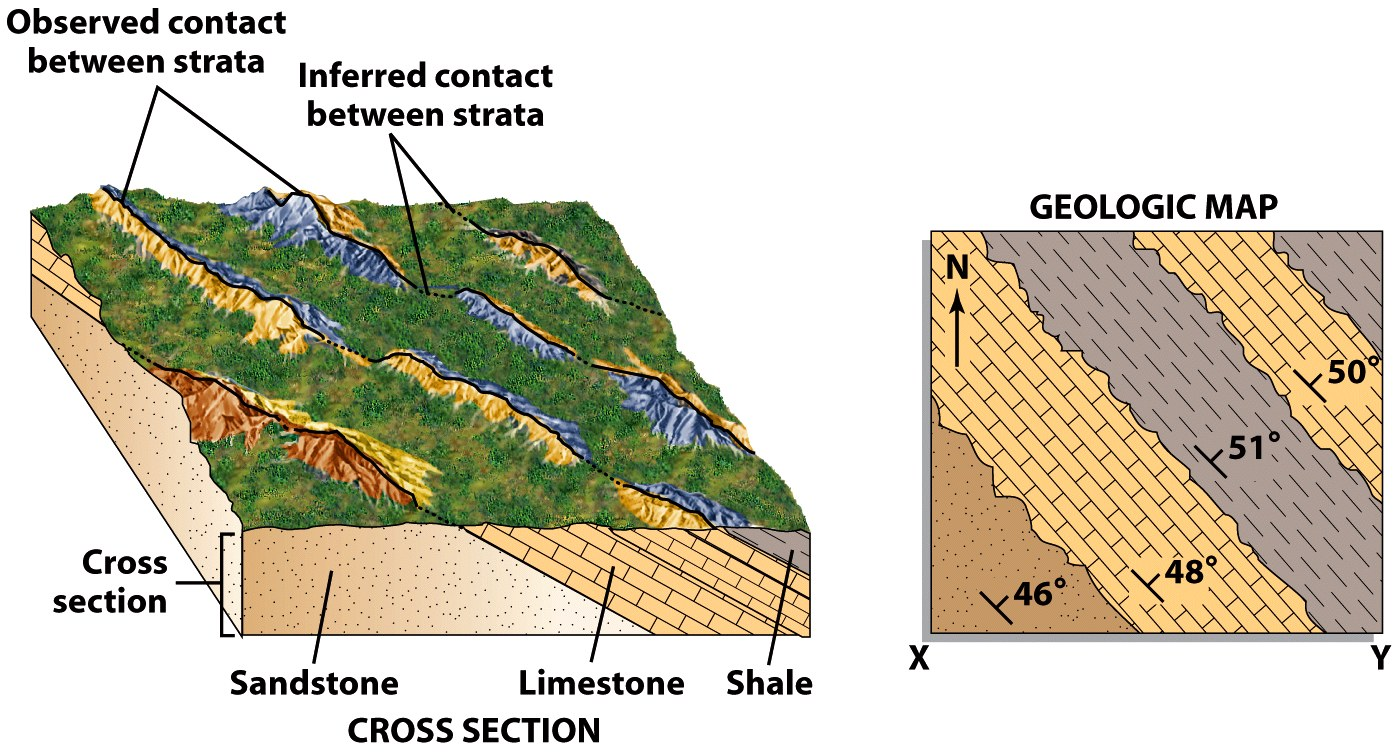 Observed contact
between strata
Inferred contact
between strata
Cross
section
Sandstone
Limestone
Shale
CROSS SECTION
GEOLOGIC MAP
N
50°
51°
48°
46°
X
Y